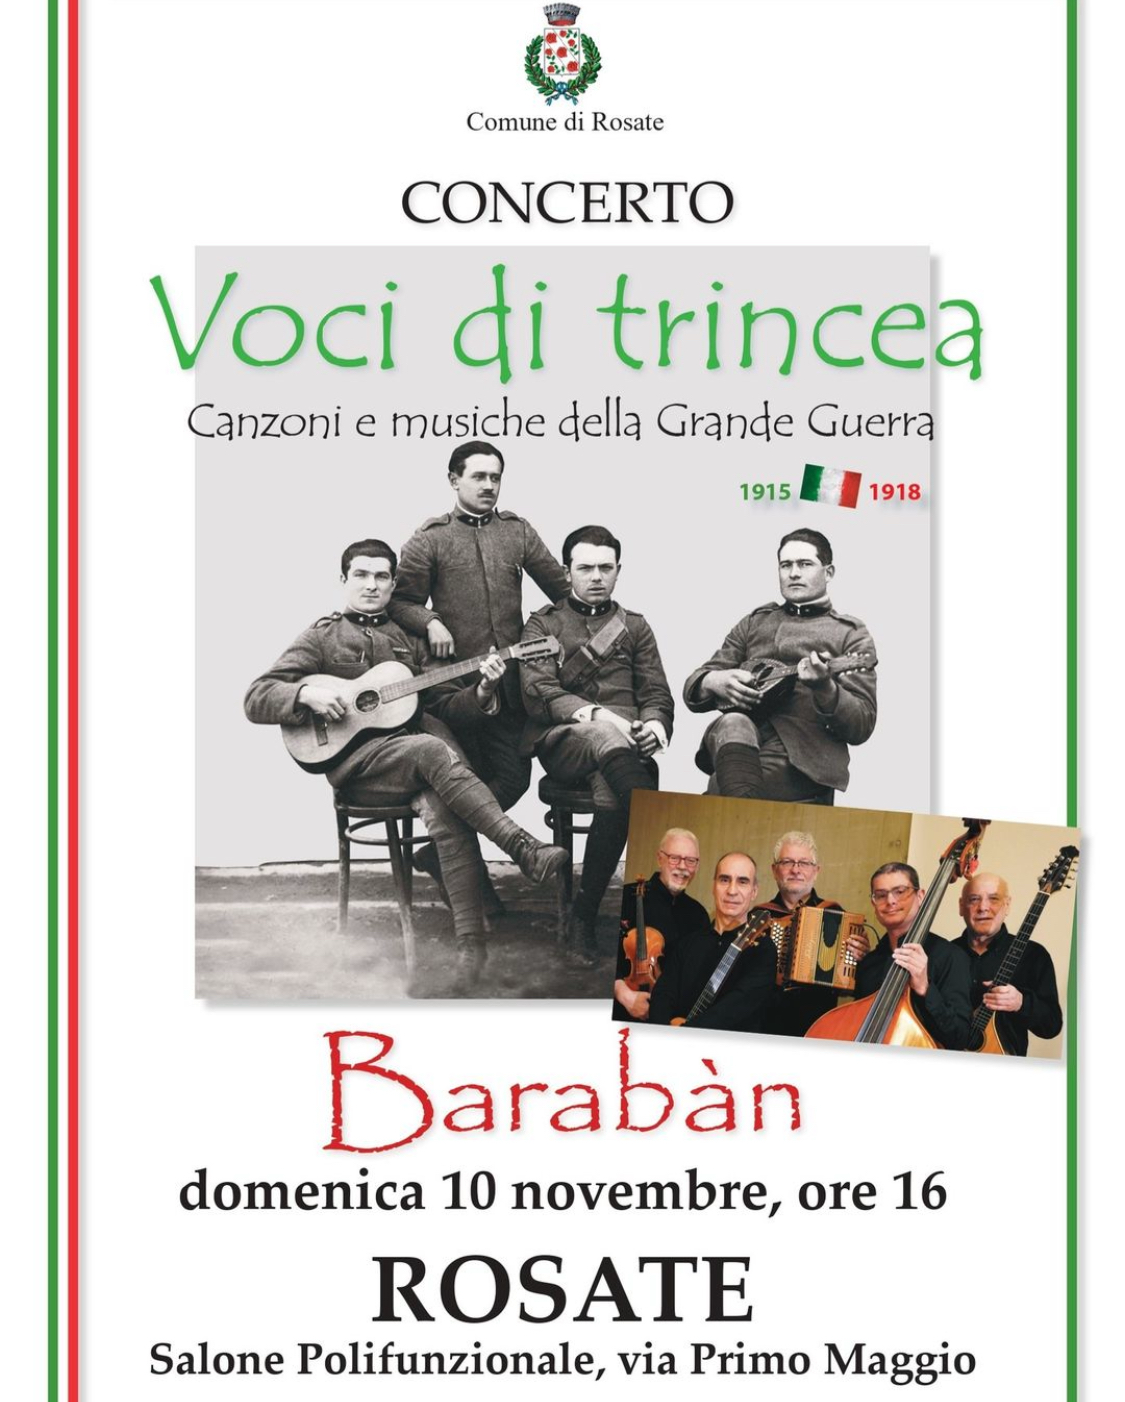 Comune di Rosate
CONCERTO
Voci di trincea
Canzoni e musiche della Grande Guerra
1915 1918
Barabàn
domenica 10 novembre, ore 16
ROSATE
Salone Polifunzionale, via Primo Maggio